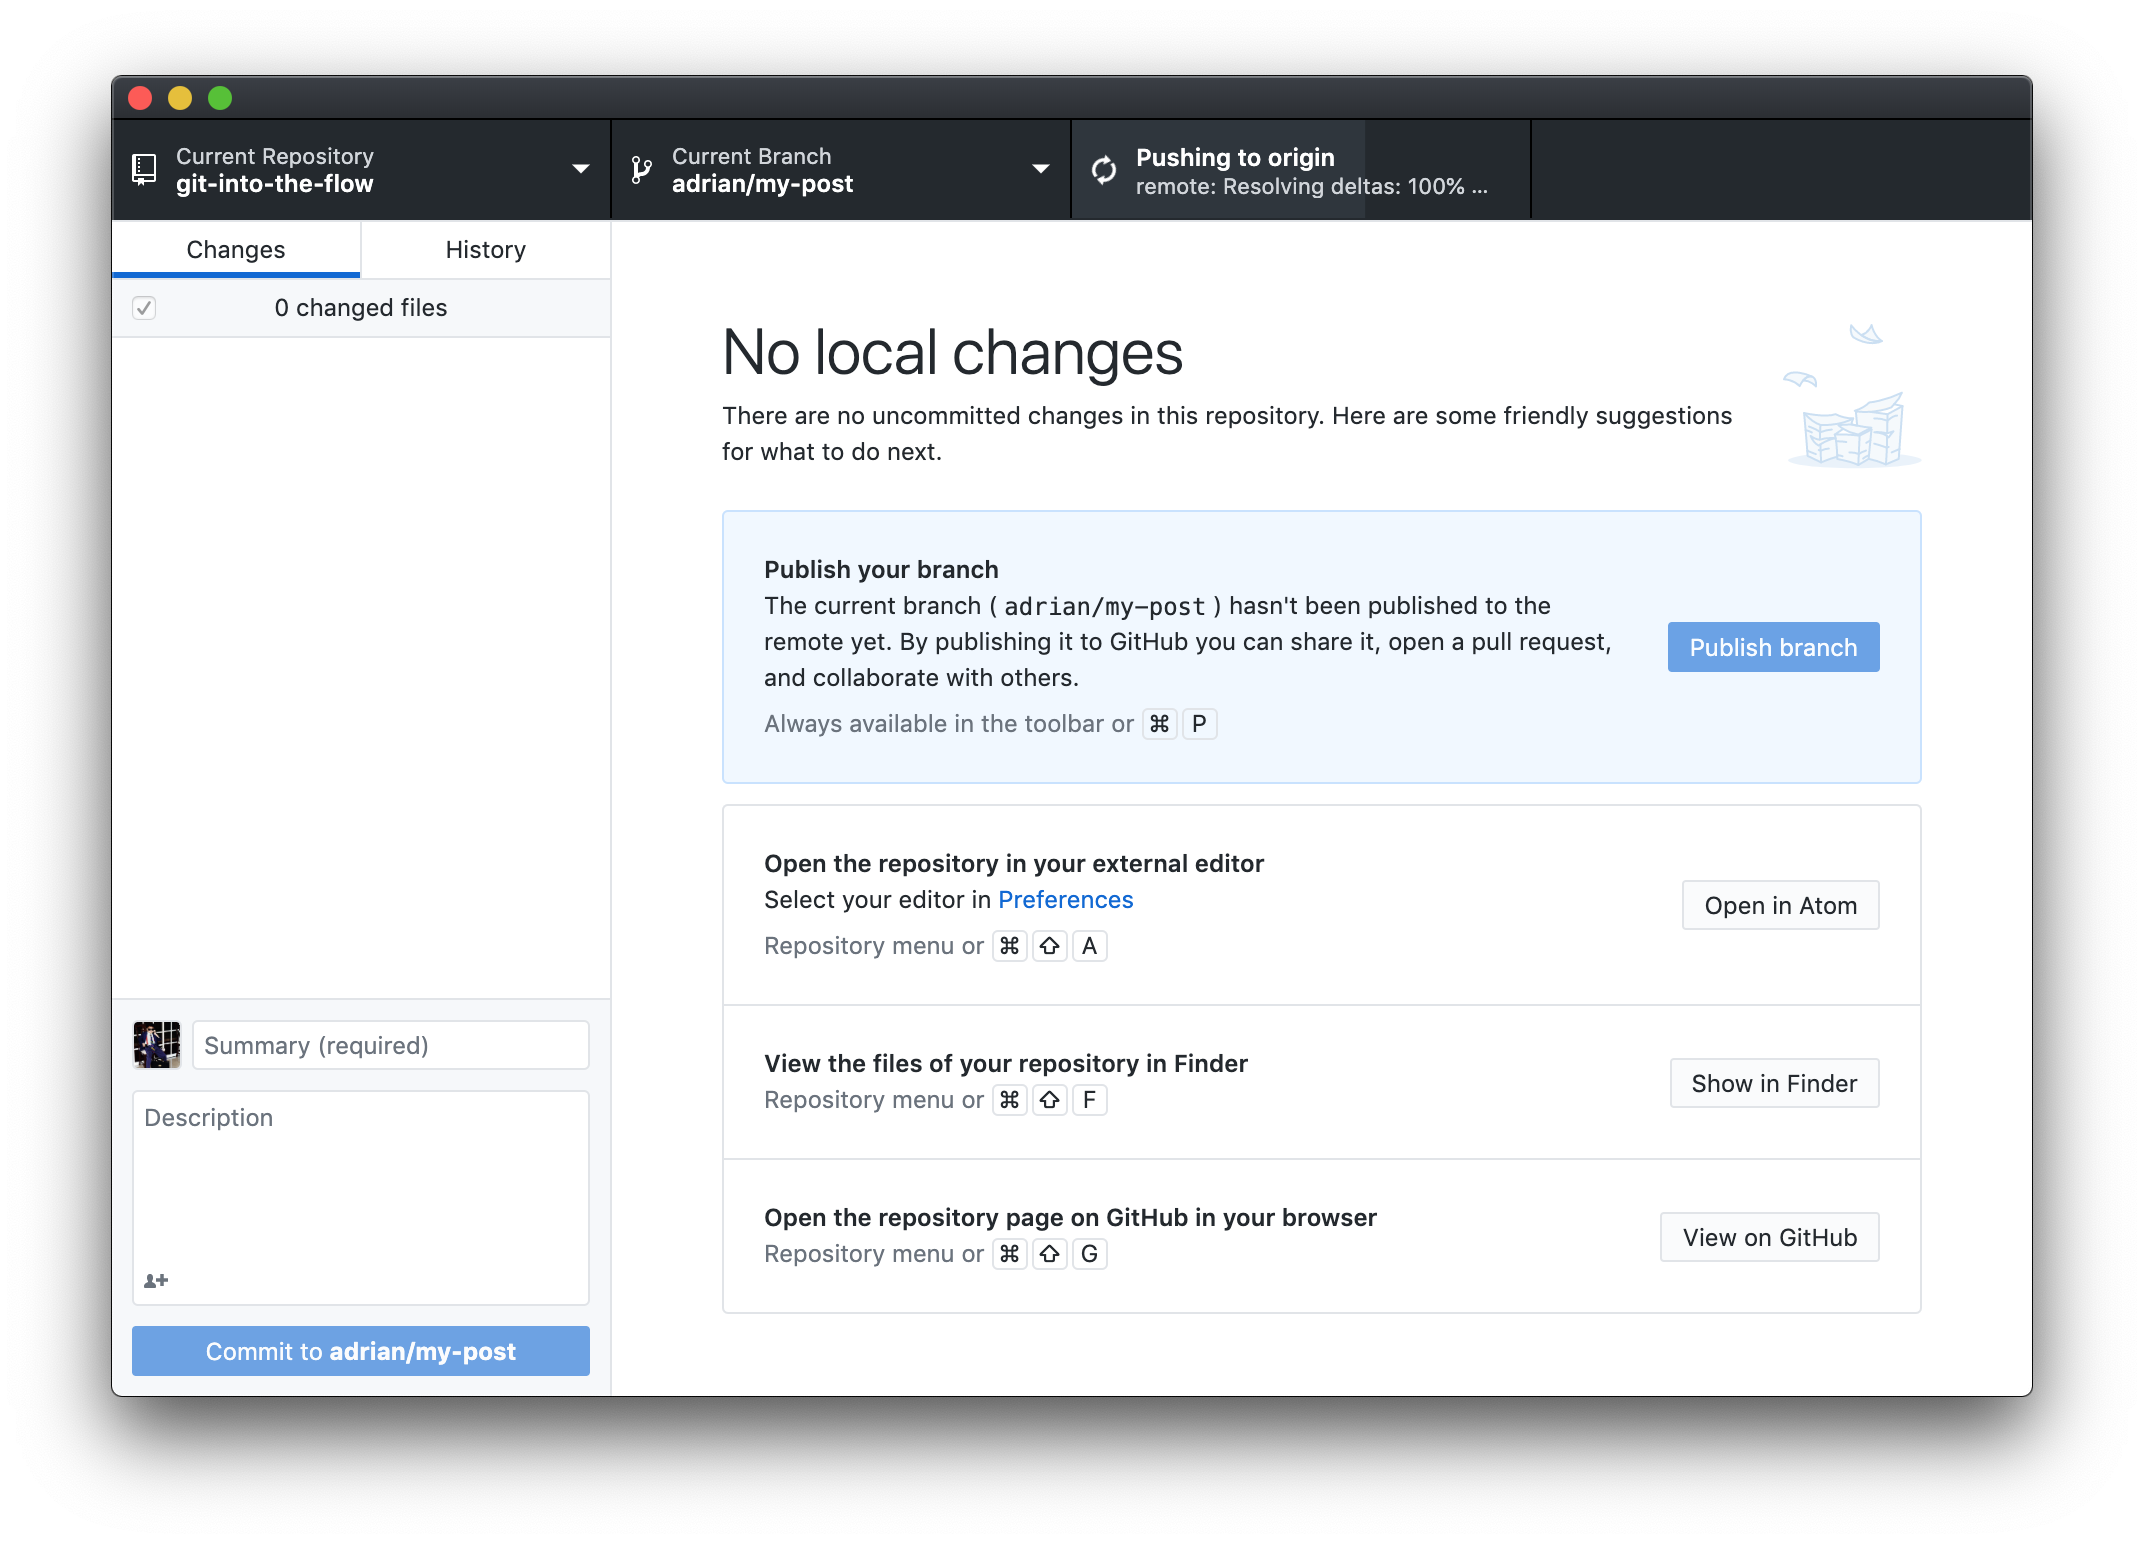 Current Repository
git-into-the-flow
Current Branch
adrian/my-post
Pushing to origin
remote: Resolving deltas: 100% ...
Changes
History
0 changed files
No local changes
There are no uncommitted changes in this repository. Here are some friendly suggestions
for what to do next.
Publish your branch
The current branch ( adrian/my-post ) hasn't been published to the
remote yet. By publishing it to GitHub you can share it, open a pull request,
and collaborate with others.
Always available in the toolbar or ⌘ P
Publish branch
Open the repository in your external editor
Select your editor in Preferences
Repository menu or ⌘ ⇧ A
Open in Atom
View the files of your repository in Finder
Repository menu or ⌘ ⇧ F
Show in Finder
Open the repository page on GitHub in your browser
Repository menu or ⌘ ⇧ G
View on GitHub
Summary (required)
Description
Commit to adrian/my-post